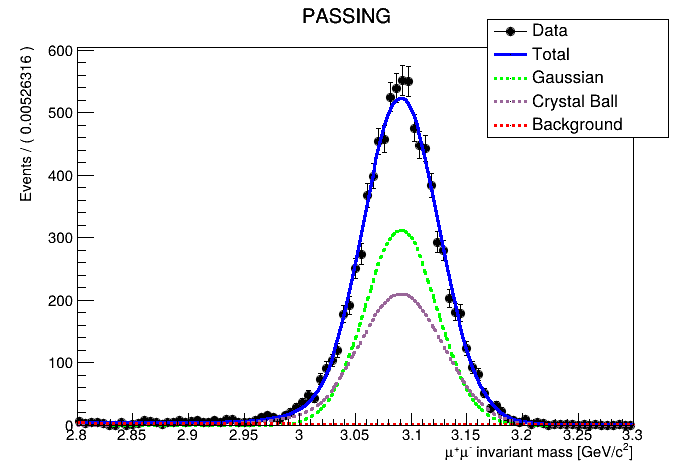 PASSING
Events / ( 0.00526316 )
600
500
400
300
200
100
0
2.8 2.85 2.9 2.95 3 3.05 3.1 3.15 3.2 3.25 3.3
μ⁺μ⁻ invariant mass [GeV/c²]
Data
Total
Gaussian
Crystal Ball
Background